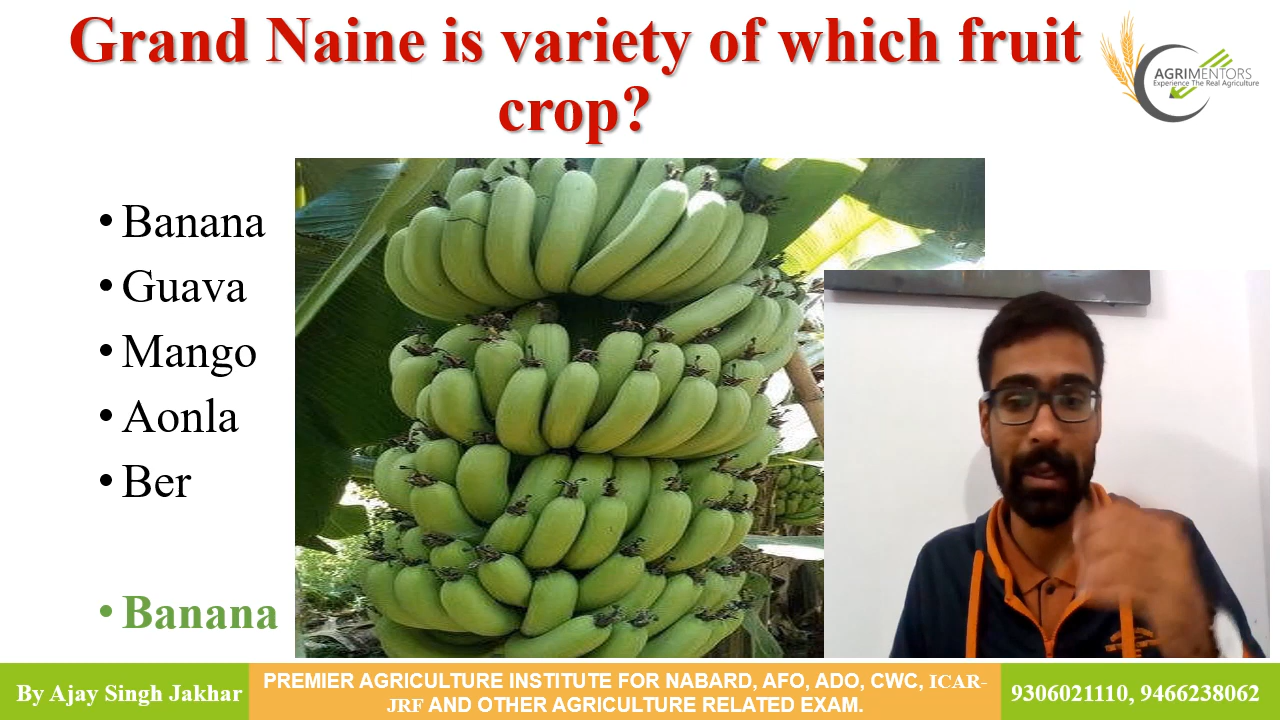 Grand Naine is variety of which fruit
crop?
AGRIMENTORS
Experience The Real Agriculture
• Banana
• Guava
• Mango
• Aonla
• Ber
• Banana
By Ajay Singh Jakhar
PREMIER AGRICULTURE INSTITUTE FOR NABARD, AFO, ADO, CWC, ICAR-
JRF AND OTHER AGRICULTURE RELATED EXAM.
9306021110, 9466238062